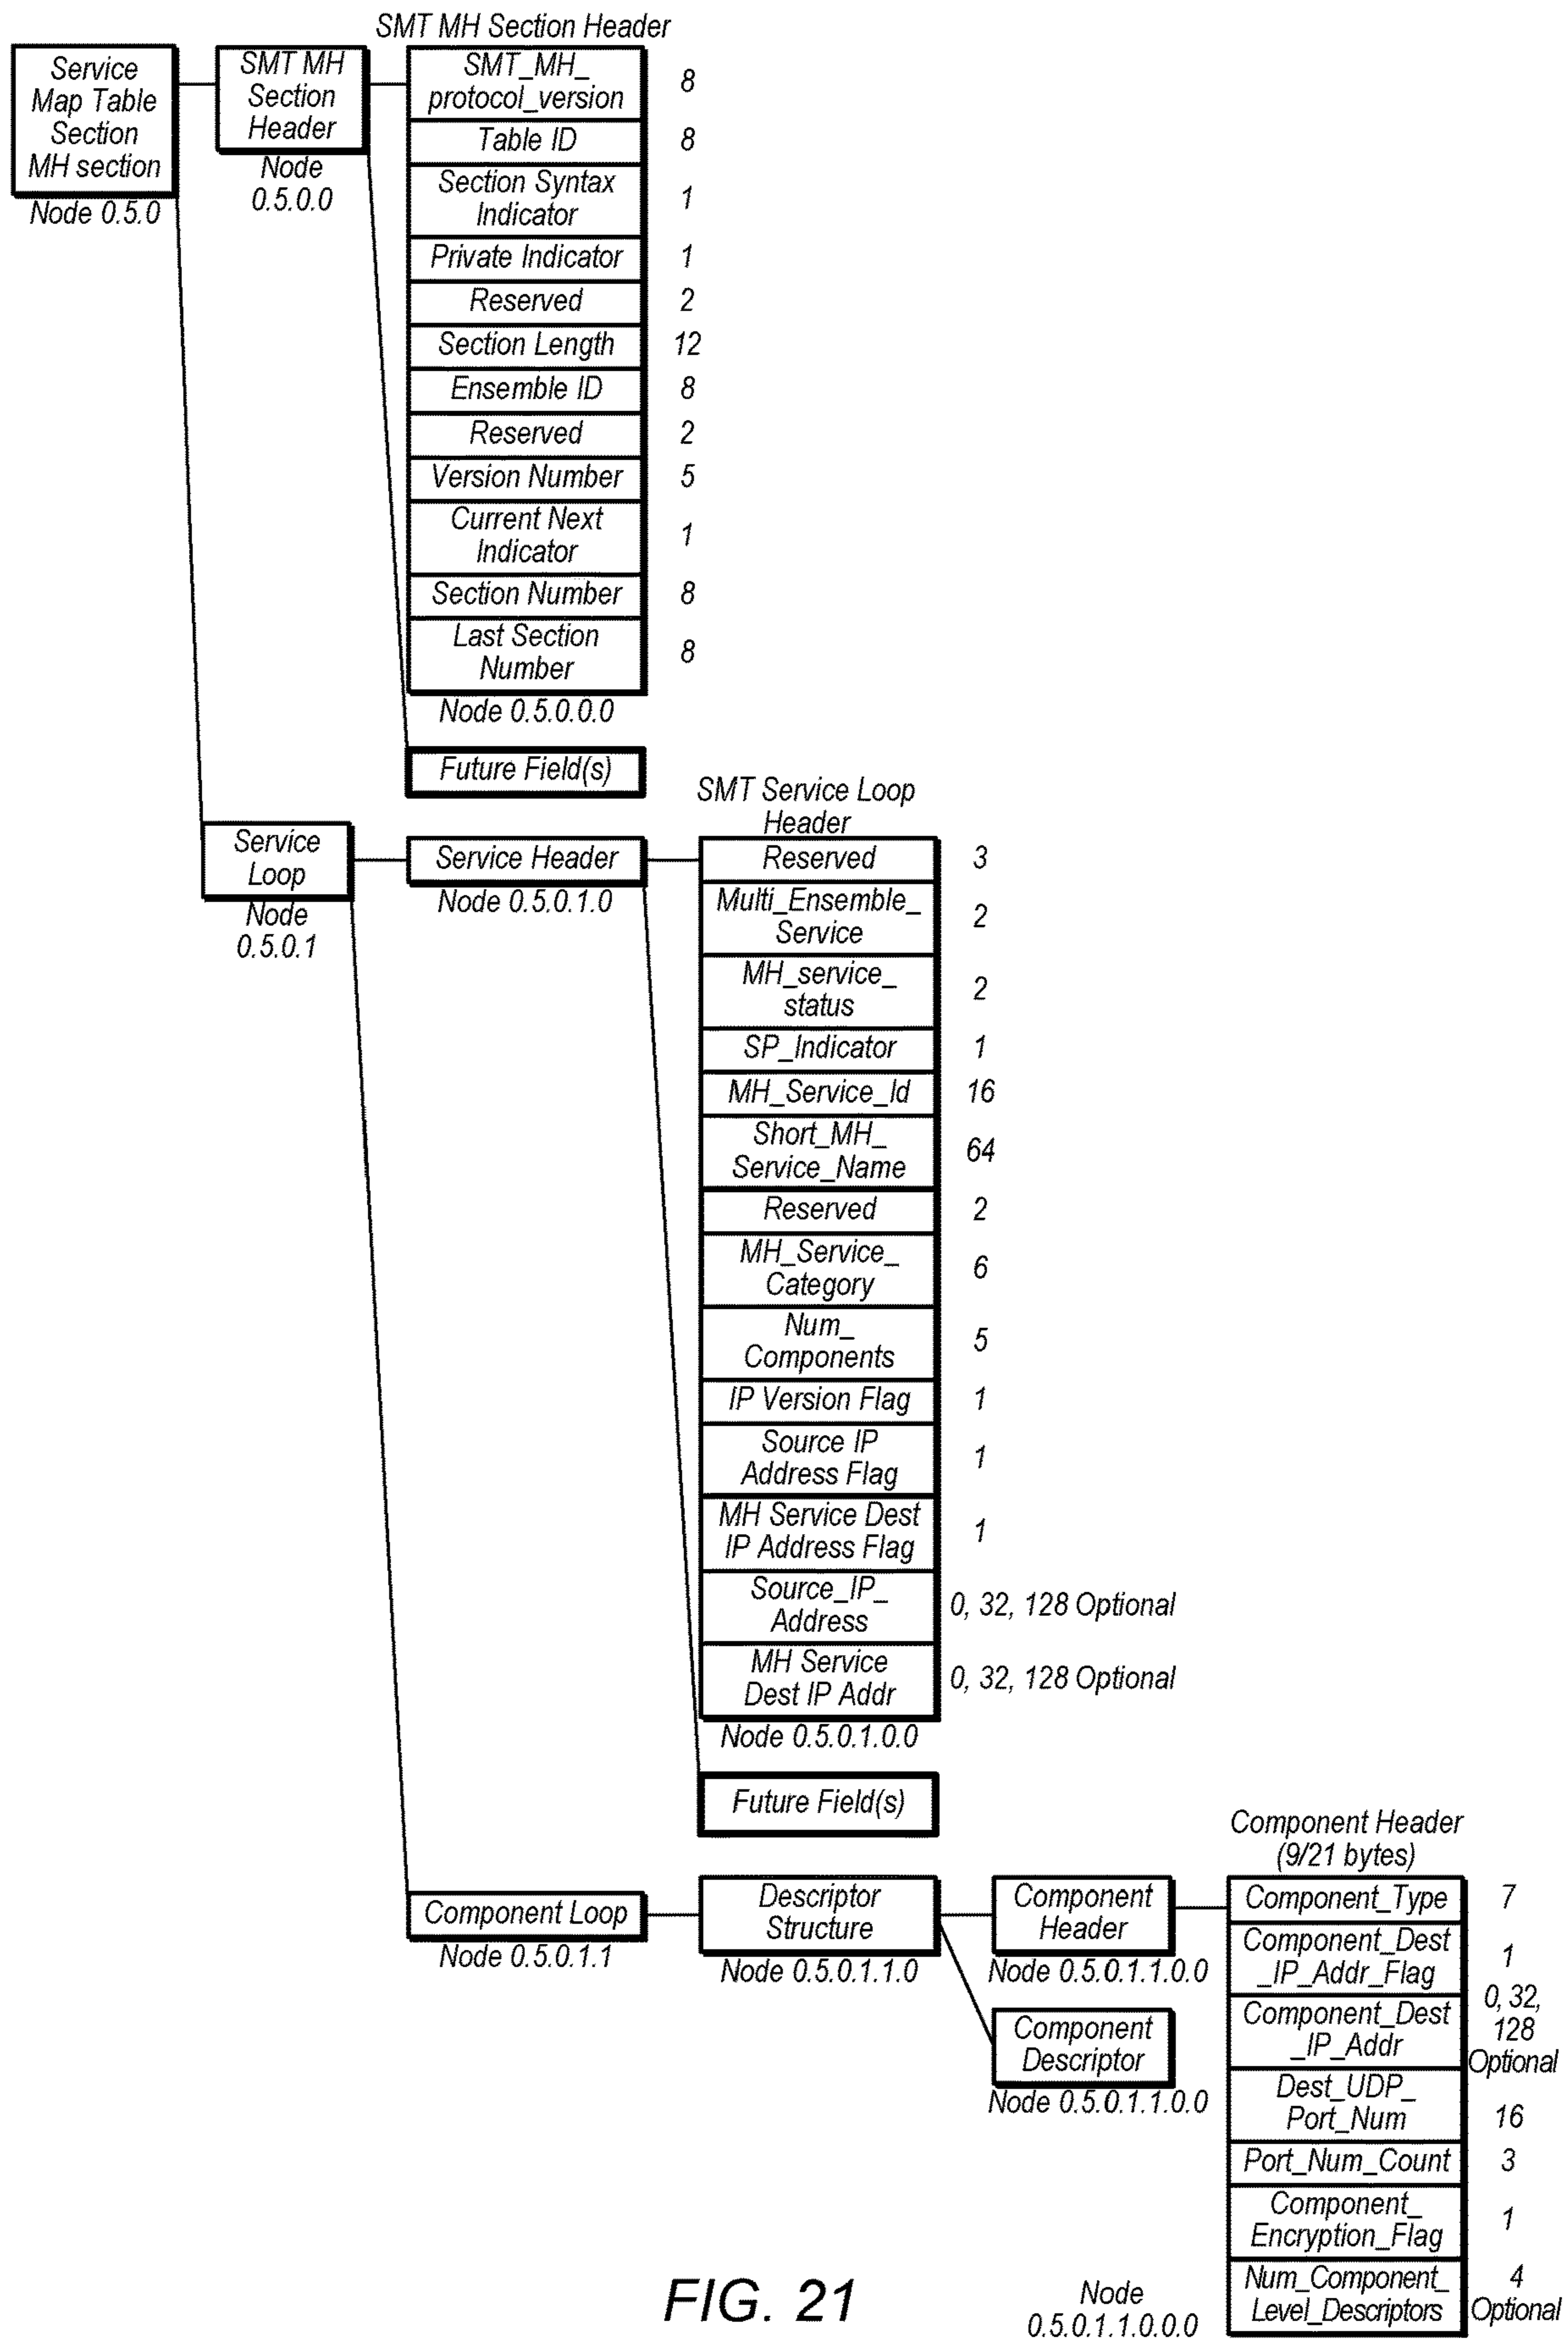 SMT MH Section Header
Service
Map Table
Section
MH section
Node 0.5.0
SMT MH
Section
Header
Node
0.5.0.0
SMT_MH_
protocol_version
8
Table ID
8
Section Syntax
Indicator
1
Private Indicator
1
Reserved
2
Section Length
12
Ensemble ID
8
Reserved
2
Version Number
5
Current Next
Indicator
1
Section Number
8
Last Section
Number
8
Node 0.5.0.0.0
Future Field(s)
Service
Loop
Node
0.5.0.1
Service Header
Node 0.5.0.1.0
SMT Service Loop
Header
Reserved
3
Multi_Ensemble_
Service
2
MH_service_
status
2
SP_Indicator
1
MH_Service_Id
16
Short_MH_
Service_Name
64
Reserved
2
MH_Service_
Category
6
Num_
Components
5
IP Version Flag
1
Source IP
Address Flag
1
MH Service Dest
IP Address Flag
1
Source_IP_
Address
0, 32, 128 Optional
MH Service
Dest IP Addr
0, 32, 128 Optional
Node 0.5.0.1.0.0
Future Field(s)
Component Loop
Node 0.5.0.1.1
Descriptor
Structure
Node 0.5.0.1.1.0
Component
Header
Node 0.5.0.1.1.0.0
Component
Descriptor
Node 0.5.0.1.1.0.0
Component Header
(9/21 bytes)
Component_Type
7
Component_Dest
_IP_Addr_Flag
1
Component_Dest
_IP_Addr
0, 32,
128
Optional
Dest_UDP_
Port_Num
16
Port_Num_Count
3
Component_
Encryption_Flag
1
Num_Component_
Level_Descriptors
4
Optional
Node
0.5.0.1.1.0.0.0
FIG. 21